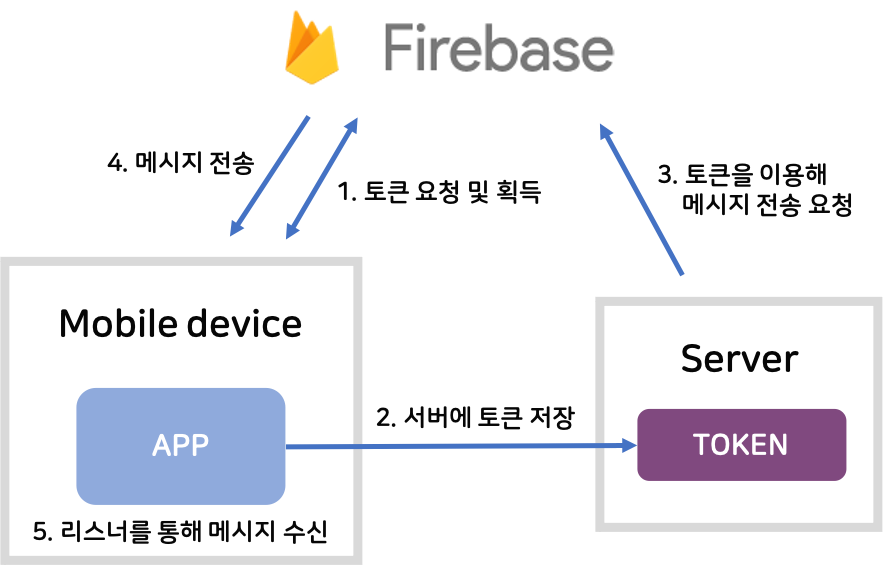 Firebase
4. 메시지 전송
1. 토큰 요청 및 획득
3. 토큰을 이용해
메시지 전송 요청
Mobile device
Server
2. 서버에 토큰 저장
APP
TOKEN
5. 리스너를 통해 메시지 수신